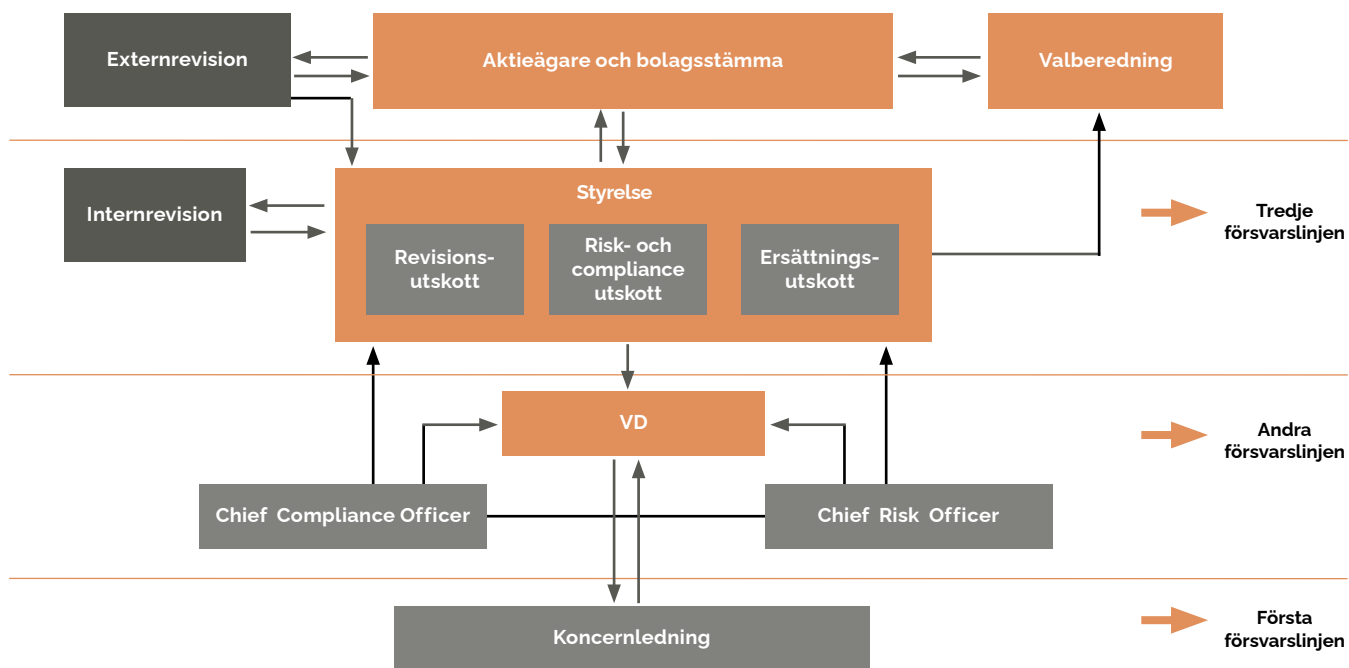 Externrevision
Aktieägare och bolagsstämma
Valberedning
Internrevision
Styrelse
Revisions-
utskott
Risk- och
compliance
utskott
Ersättnings-
utskott
Tredje
försvarslinjen
VD
Andra
försvarslinjen
Chief Compliance Officer
Chief Risk Officer
Koncernledning
Första
försvarslinjen